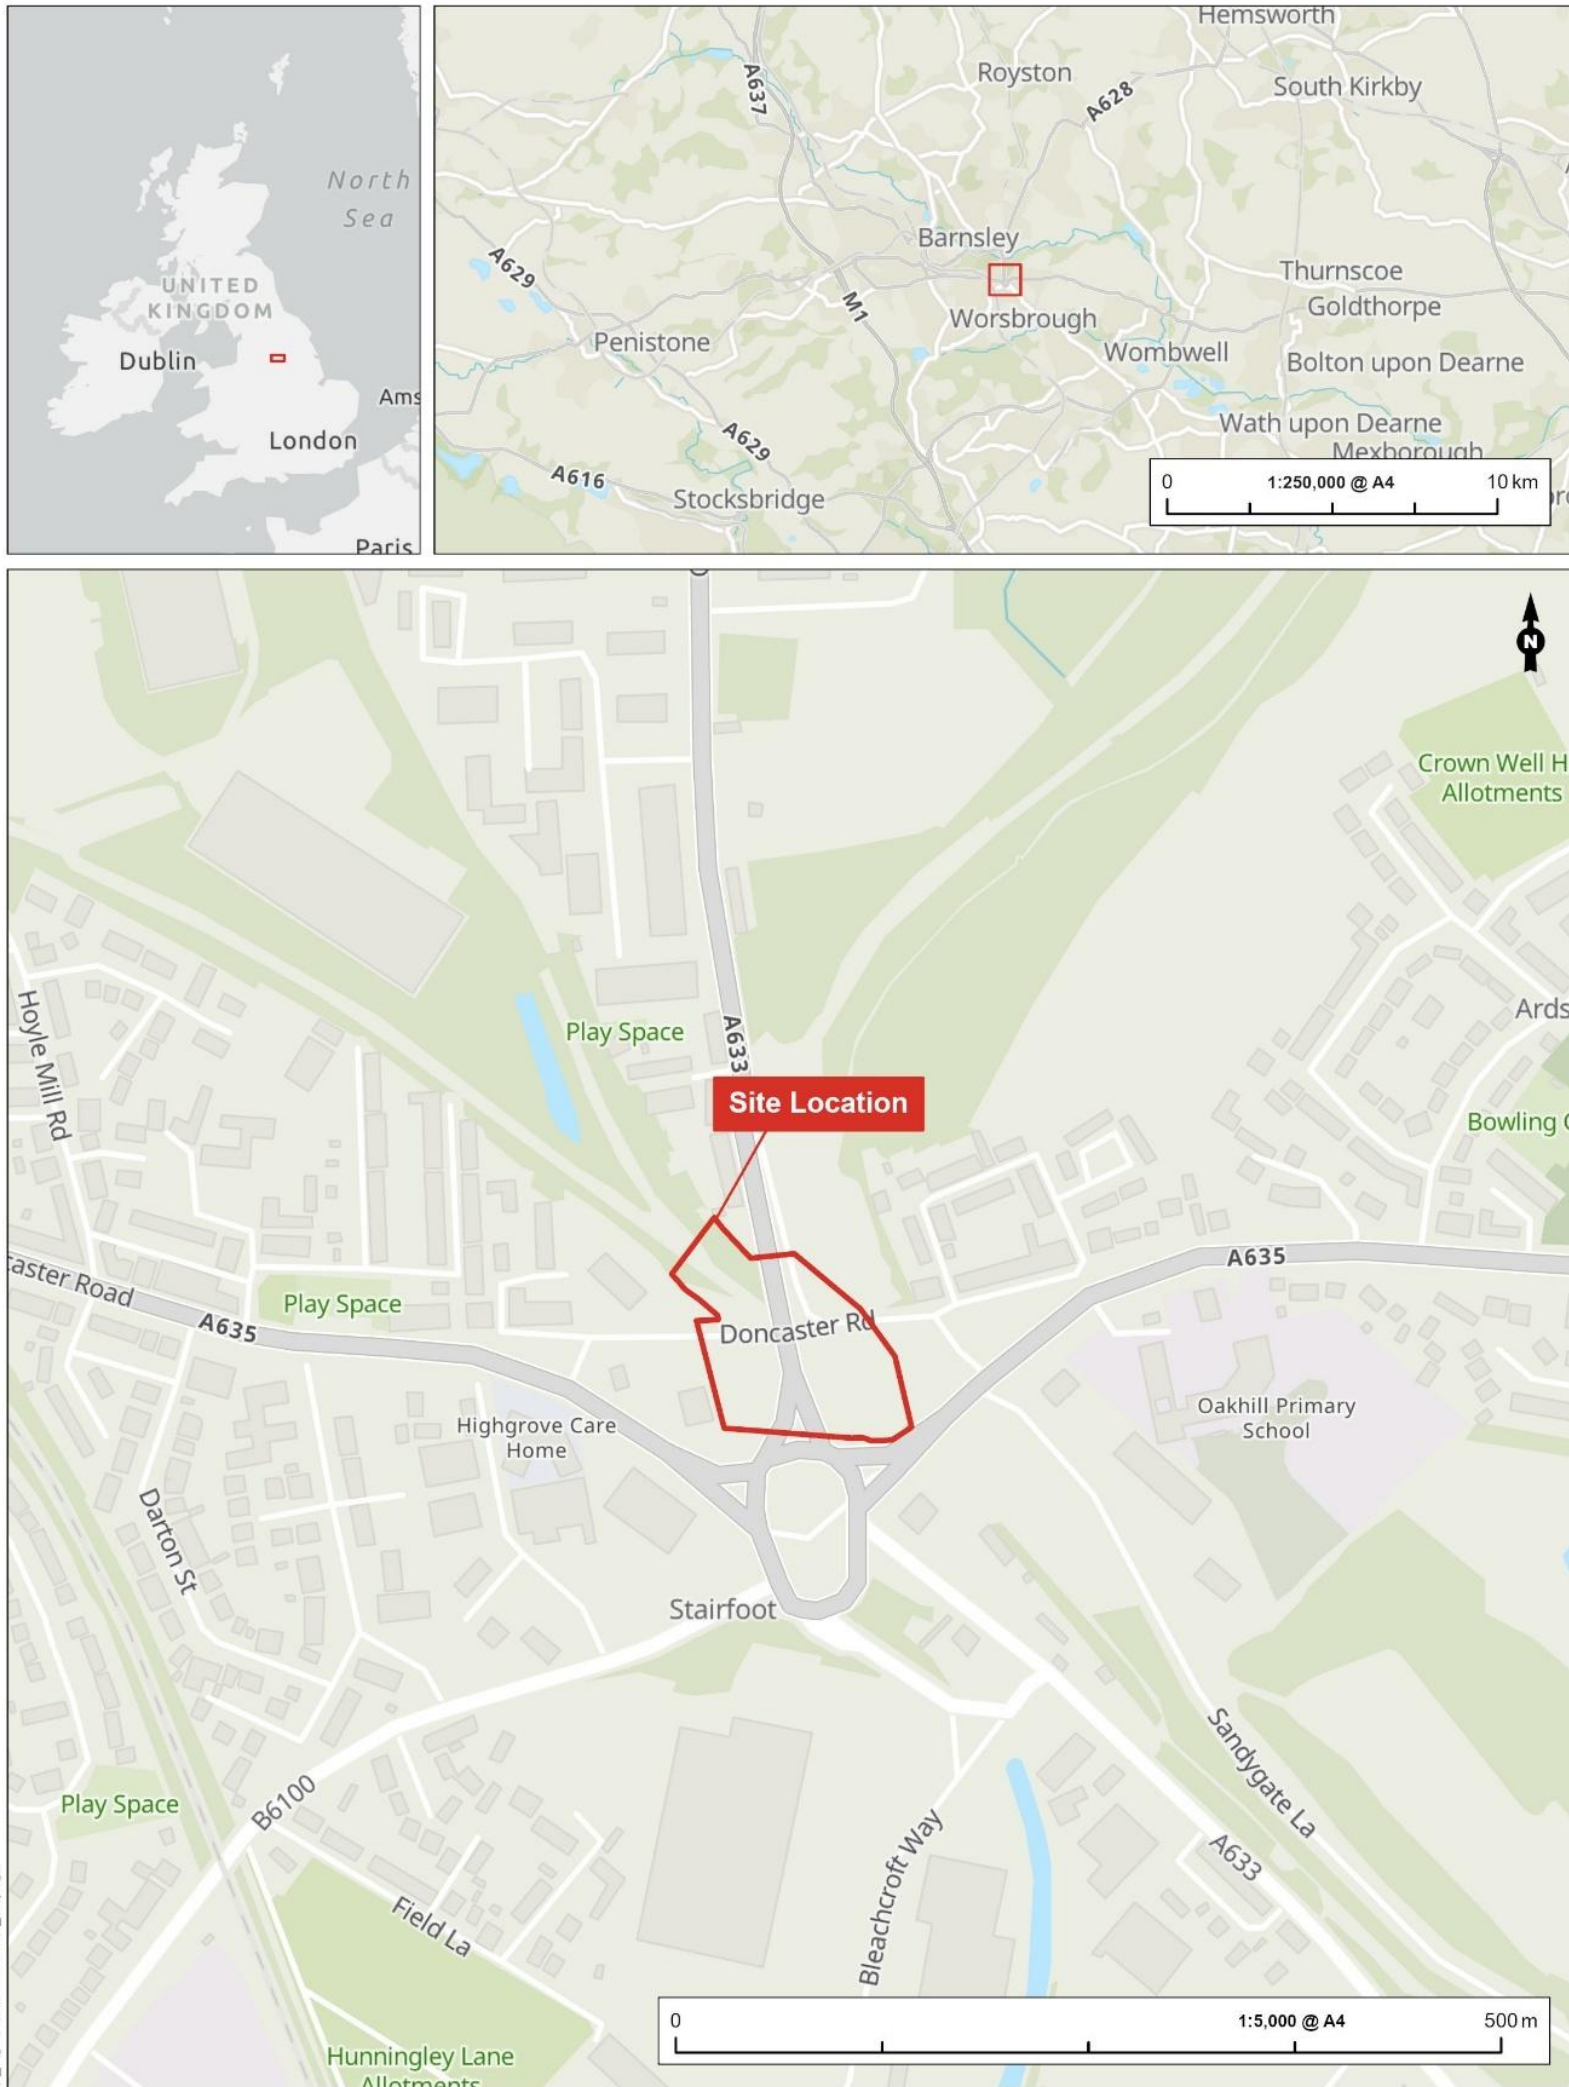 North
Sea
UNITED
KINGDOM
Dublin
Ams
London
Paris
Hemsworth
Royston
A637
A628
South Kirkby
Barnsley
A629
Thurnscoe
M1
Goldthorpe
Worsbrough
Penistone
Wombwell
Bolton upon Dearne
Wath upon Dearne
A629
Mexborough
A616
Stocksbridge
0 1:250,000 @ A4 10 km
N
Crown Well H
Allotments
Hoyle Mill Rd
Ards
Play Space
A633
Site Location
Bowling
A635
caster Road
Play Space
A635
Doncaster Rd
Oakhill Primary
School
Highgrove Care
Home
Darton St
Stairfoot
Sandygate La
Play Space
B6100
Bleachcroft Way
A633
Field La
0 1:5,000 @ A4 500 m
Hunningley Lane
Allotments